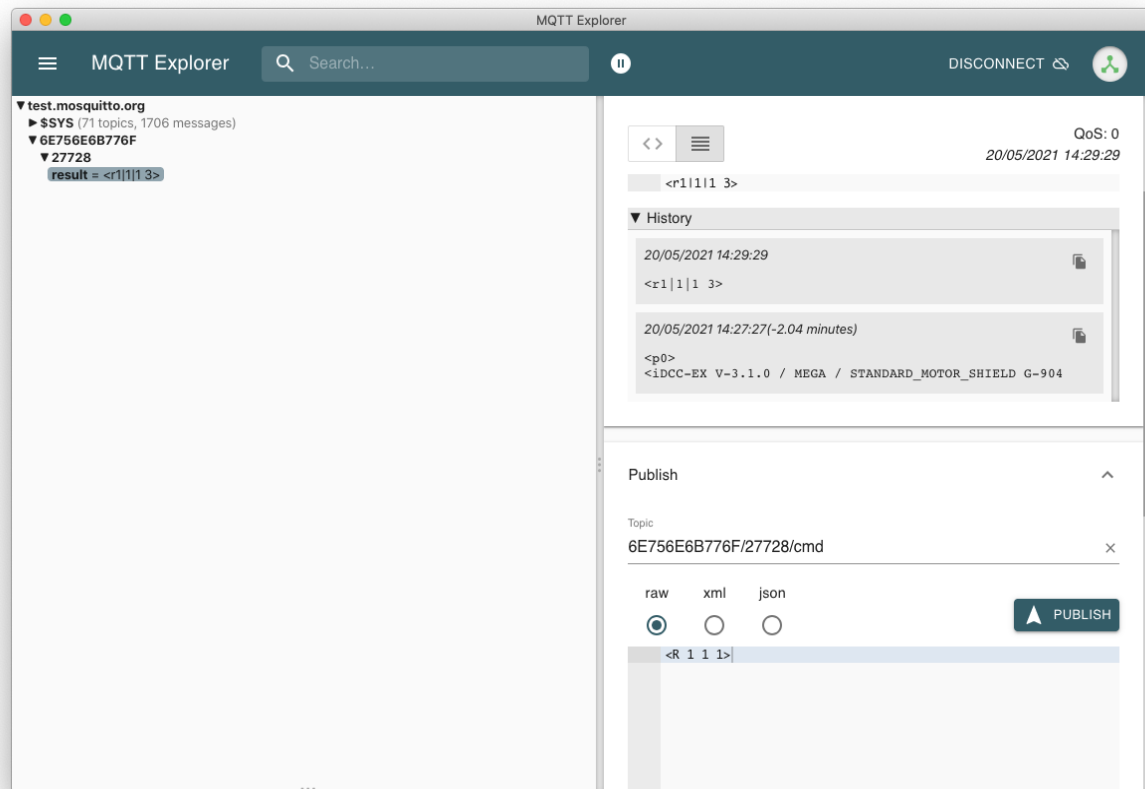 MQTT Explorer
MQTT Explorer
Search...
DISCONNECT
test.mosquitto.org
$SYS (71 topics, 1706 messages)
6E756E6B776F
27728
result = <r1|1|1 3>
QoS: 0
20/05/2021 14:29:29
<r1|1|1 3>
History
20/05/2021 14:29:29
<r1|1|1 3>
20/05/2021 14:27:27(-2.04 minutes)
<p0>
<iDCC-EX V-3.1.0 / MEGA / STANDARD_MOTOR_SHIELD G-904
Publish
Topic
6E756E6B776F/27728/cmd
raw xml json
PUBLISH
<R 1 1 1>